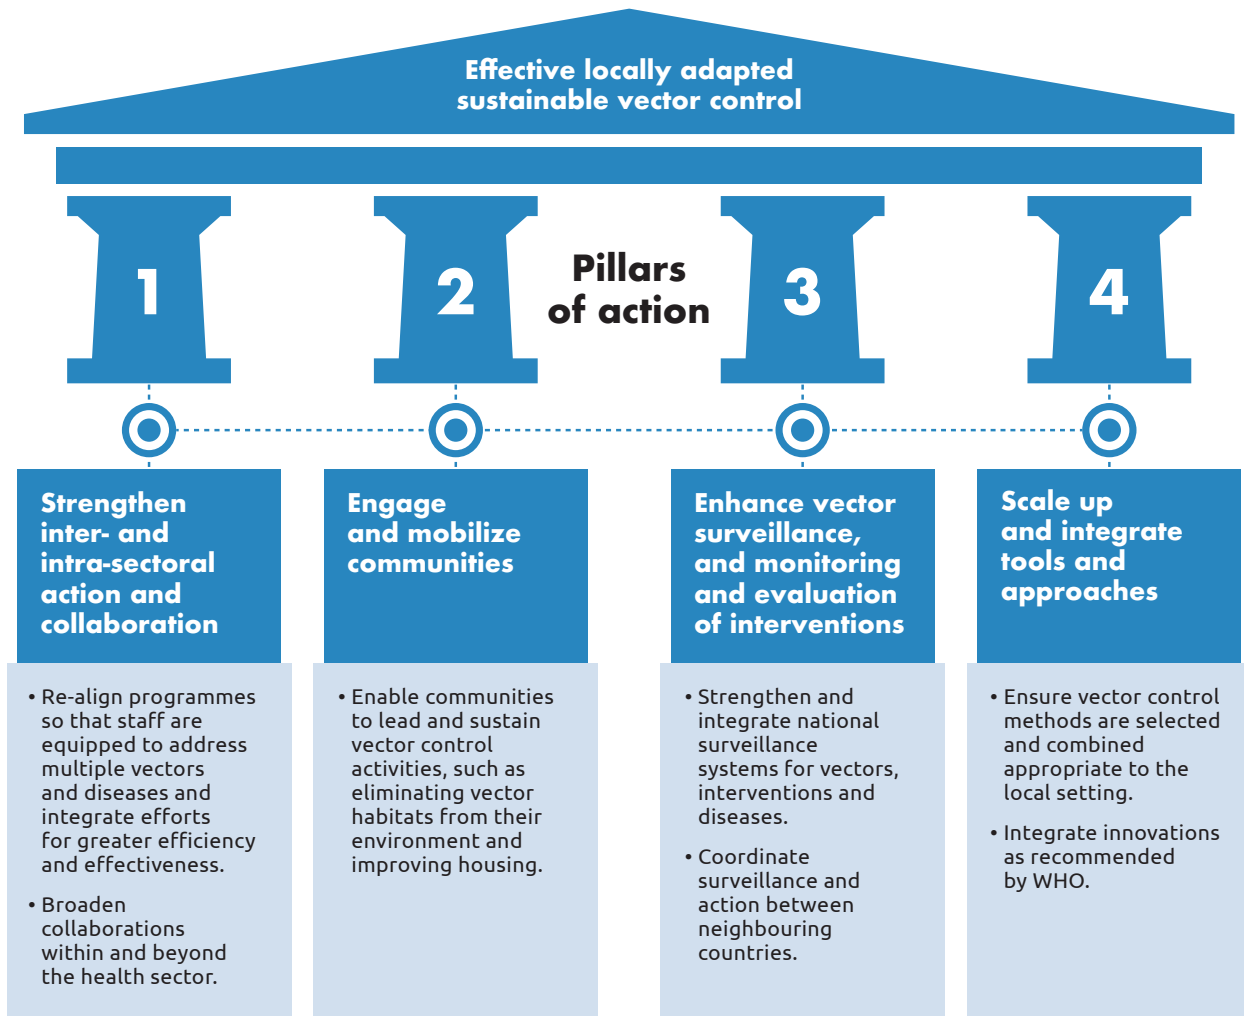 Effective locally adapted
sustainable vector control
1
2
Pillars
of action
3
4
Strengthen
inter- and
intra-sectoral
action and
collaboration
• Re-align programmes
so that staff are
equipped to address
multiple vectors
and diseases and
integrate efforts
for greater efficiency
and effectiveness.
• Broaden
collaborations
within and beyond
the health sector.
Engage
and mobilize
communities
• Enable communities
to lead and sustain
vector control
activities, such as
eliminating vector
habitats from their
environment and
improving housing.
Enhance vector
surveillance,
and monitoring
and evaluation
of interventions
• Strengthen and
integrate national
surveillance
systems for vectors,
interventions and
diseases.
• Coordinate
surveillance and
action between
neighbouring
countries.
Scale up
and integrate
tools and
approaches
• Ensure vector control
methods are selected
and combined
appropriate to the
local setting.
• Integrate innovations
as recommended
by WHO.